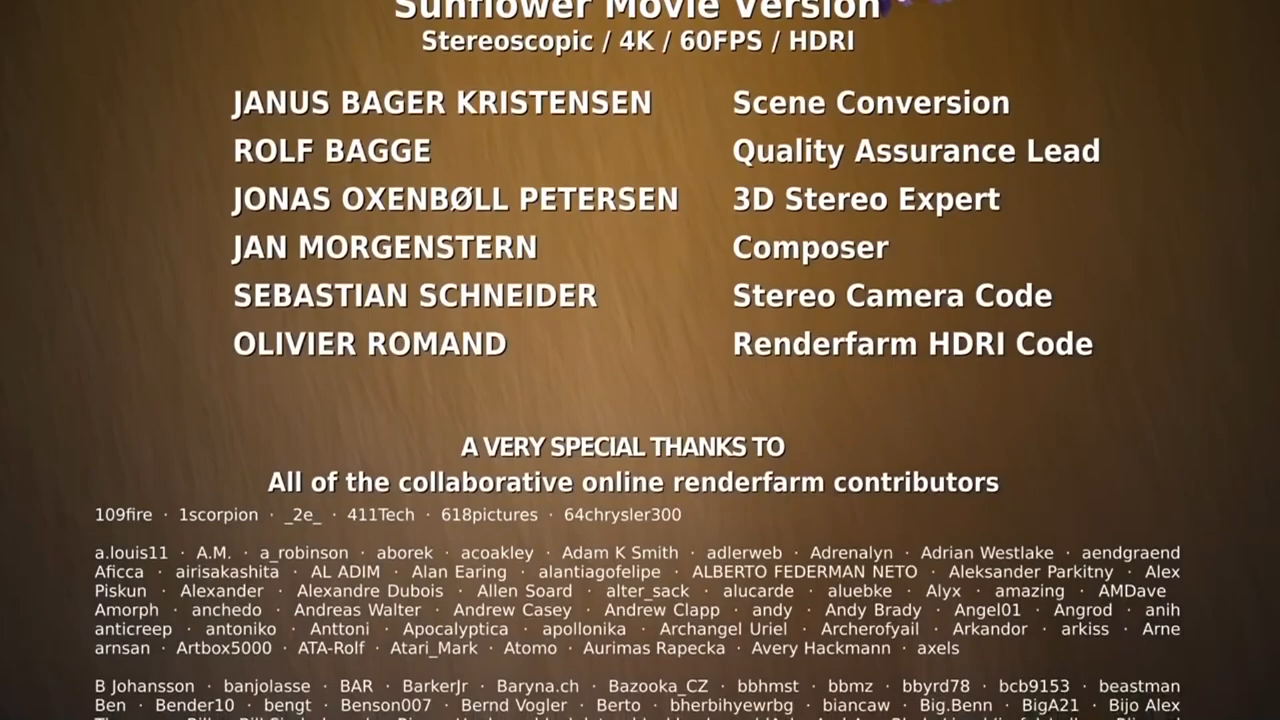 Sunflower Movie Version
Stereoscopic / 4K / 60FPS / HDRI
JANUS BAGER KRISTENSEN Scene Conversion
ROLF BAGGE Quality Assurance Lead
JONAS OXENBØLL PETERSEN 3D Stereo Expert
JAN MORGENSTERN Composer
SEBASTIAN SCHNEIDER Stereo Camera Code
OLIVIER ROMAND Renderfarm HDRI Code
A VERY SPECIAL THANKS TO
All of the collaborative online renderfarm contributors
109fire · 1scorpion · _2e_ · 411Tech · 618pictures · 64chrysler300
a.louis11 · A.M. · a_robinson · aborek · acoakley · Adam K Smith · adlerweb · Adrenalyn · Adrian Westlake · aendgraend
Aficca · airisakashita · AL ADIM · Alan Earing · alantiagofelipe · ALBERTO FEDERMAN NETO · Aleksander Parkitny · Alex
Piskun · Alexander · Alexandre Dubois · Allen Soard · alter_sack · alucarde · aluebke · Alyx · amazing · AMDave
Amorph · anchedo · Andreas Walter · Andrew Casey · Andrew Clapp · andy · Andy Brady · Angel01 · Angrod · anih
anticreep · antoniko · Anttoni · Apocalyptica · apollonika · Archangel Uriel · Archerofyail · Arkandor · arkiss · Arne
arnsan · Artbox5000 · ATA-Rolf · Atari_Mark · Atomo · Aurimas Rapecka · Avery Hackmann · axels
B Johansson · banjolasse · BAR · BarkerJr · Baryna.ch · Bazooka_CZ · bbhmst · bbmz · bbyrd78 · bcb9153 · beastman
Ben · Bender10 · bengt · Benson007 · Bernd Vogler · Berto · bherbihyewrbg · biancaw · Big.Benn · BigA21 · Bijo Alex